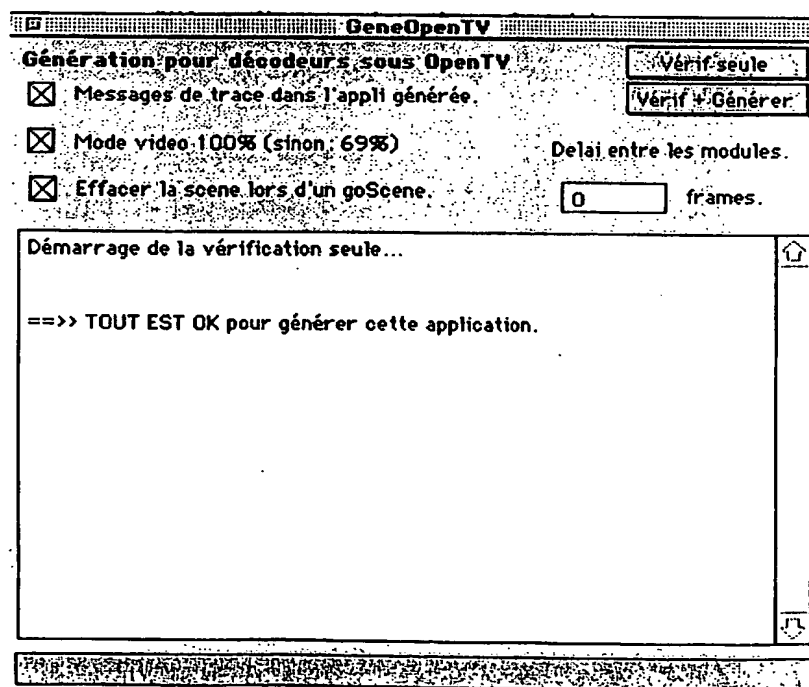 GeneOpenTV
Génération pour décodeurs sous OpenTV
Vérif seule
Messages de trace dans l'appli générée.
Vérif + Générer
Mode video 100% (sinon: 69%)
Delai entre les modules.
Effacer la scene lors d'un goScene.
0 frames.
Démarrage de la vérification seule...
==>> TOUT EST OK pour générer cette application.